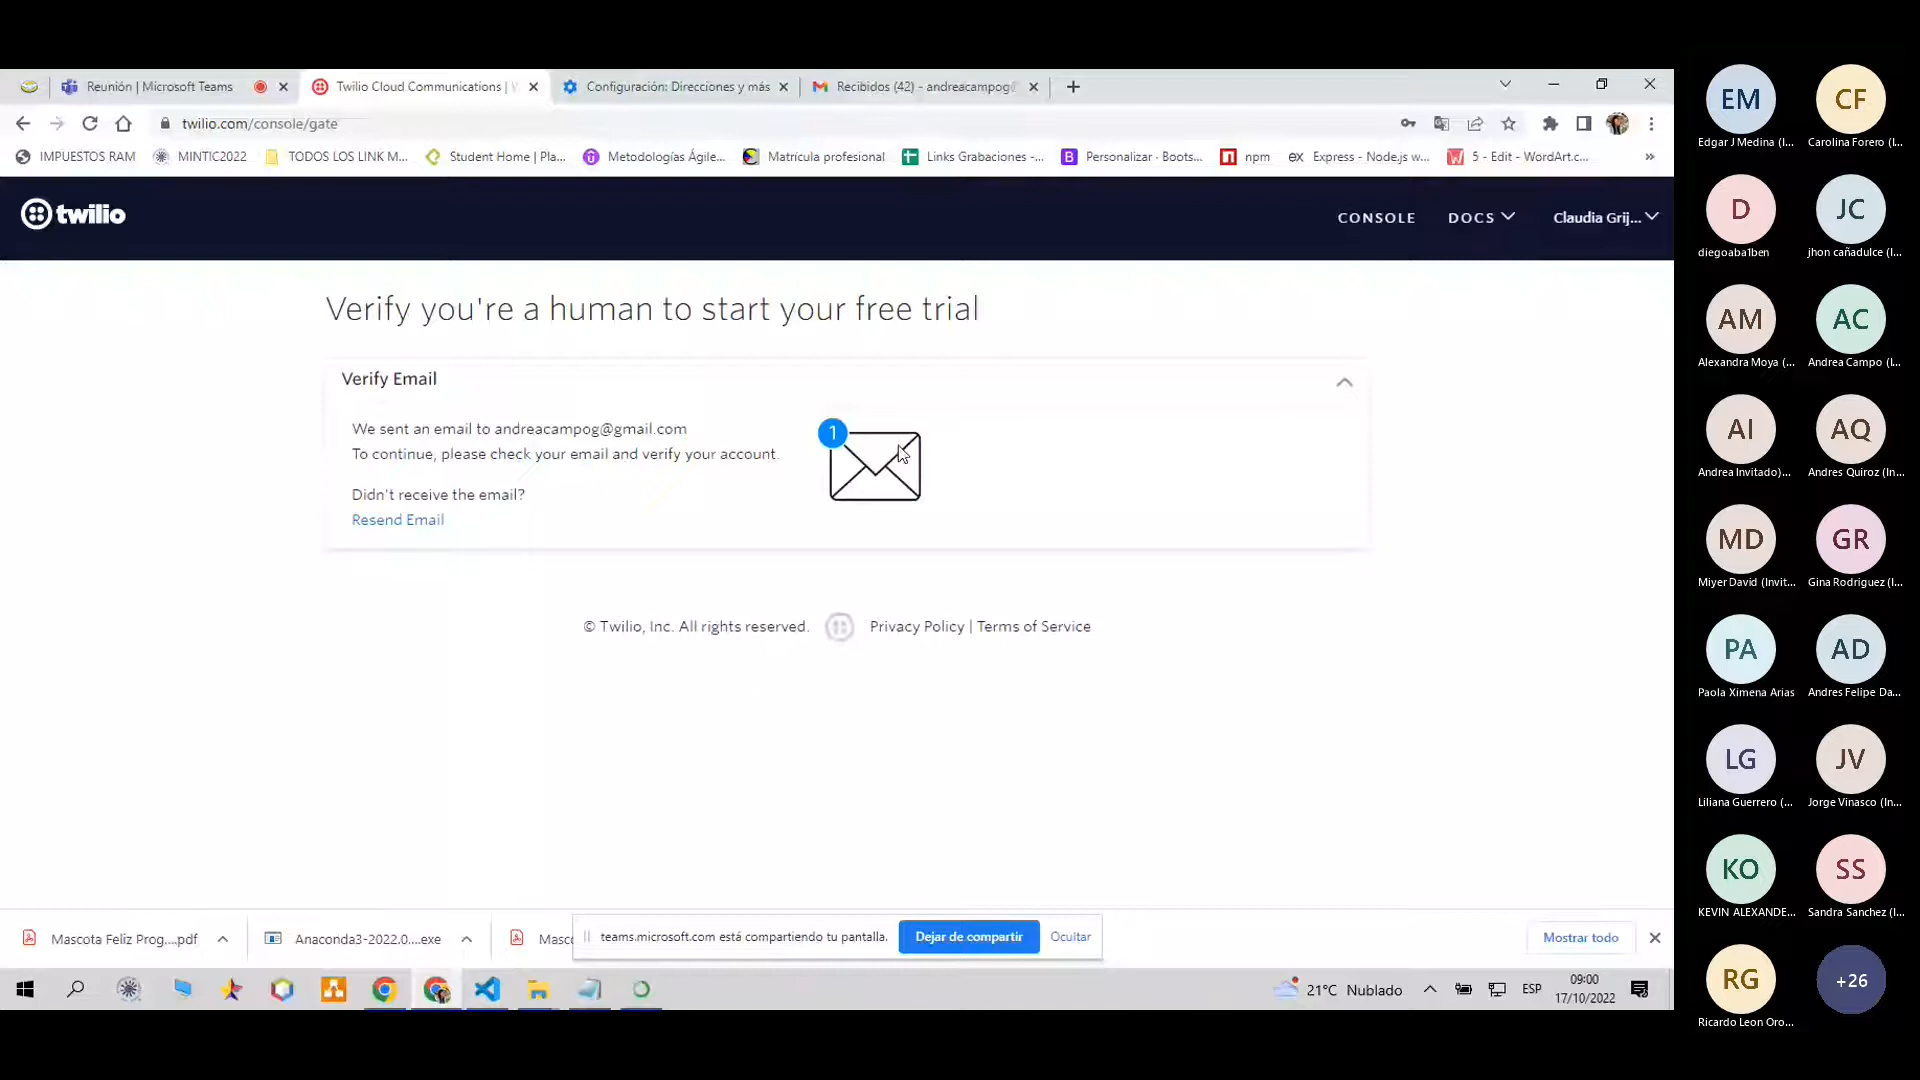 Reunión | Microsoft Teams
Twilio Cloud Communications |
Configuración: Direcciones y más
Recibidos (42) - andreacampog
twilio.com/console/gate
IMPUESTOS RAM
MINTIC2022
TODOS LOS LINK M...
Student Home | Pla...
Metodologías Ágile...
Matrícula profesional
Links Grabaciones -...
B
Personalizar · Boots...
npm
ex
Express - Node.js w...
5 - Edit - WordArt.c...
»
twilio
CONSOLE
DOCS
Claudia Grij...
Verify you're a human to start your free trial
Verify Email
We sent an email to andreacampog@gmail.com
To continue, please check your email and verify your account.
1
Didn't receive the email?
Resend Email
© Twilio, Inc. All rights reserved.
Privacy Policy | Terms of Service
Mascota Feliz Prog....pdf
Anaconda3-2022.0....exe
Masc
teams.microsoft.com está compartiendo tu pantalla.
Dejar de compartir
Ocultar
Mostrar todo
21°C Nublado
ESP
09:00
17/10/2022
EM
Edgar J Medina (I...
CF
Carolina Forero (I...
D
diegoaba1ben
JC
jhon cañadulce (I...
AM
Alexandra Moya (...
AC
Andrea Campo (I...
AI
Andrea Invitado)...
AQ
Andres Quiroz (In...
MD
Miyer David (Invit...
GR
Gina Rodriguez (I...
PA
Paola Ximena Arias
AD
Andres Felipe Da...
LG
Liliana Guerrero (...
JV
Jorge Vinasco (In...
KO
KEVIN ALEXANDE...
SS
Sandra Sanchez (I...
RG
Ricardo Leon Oro...
+26